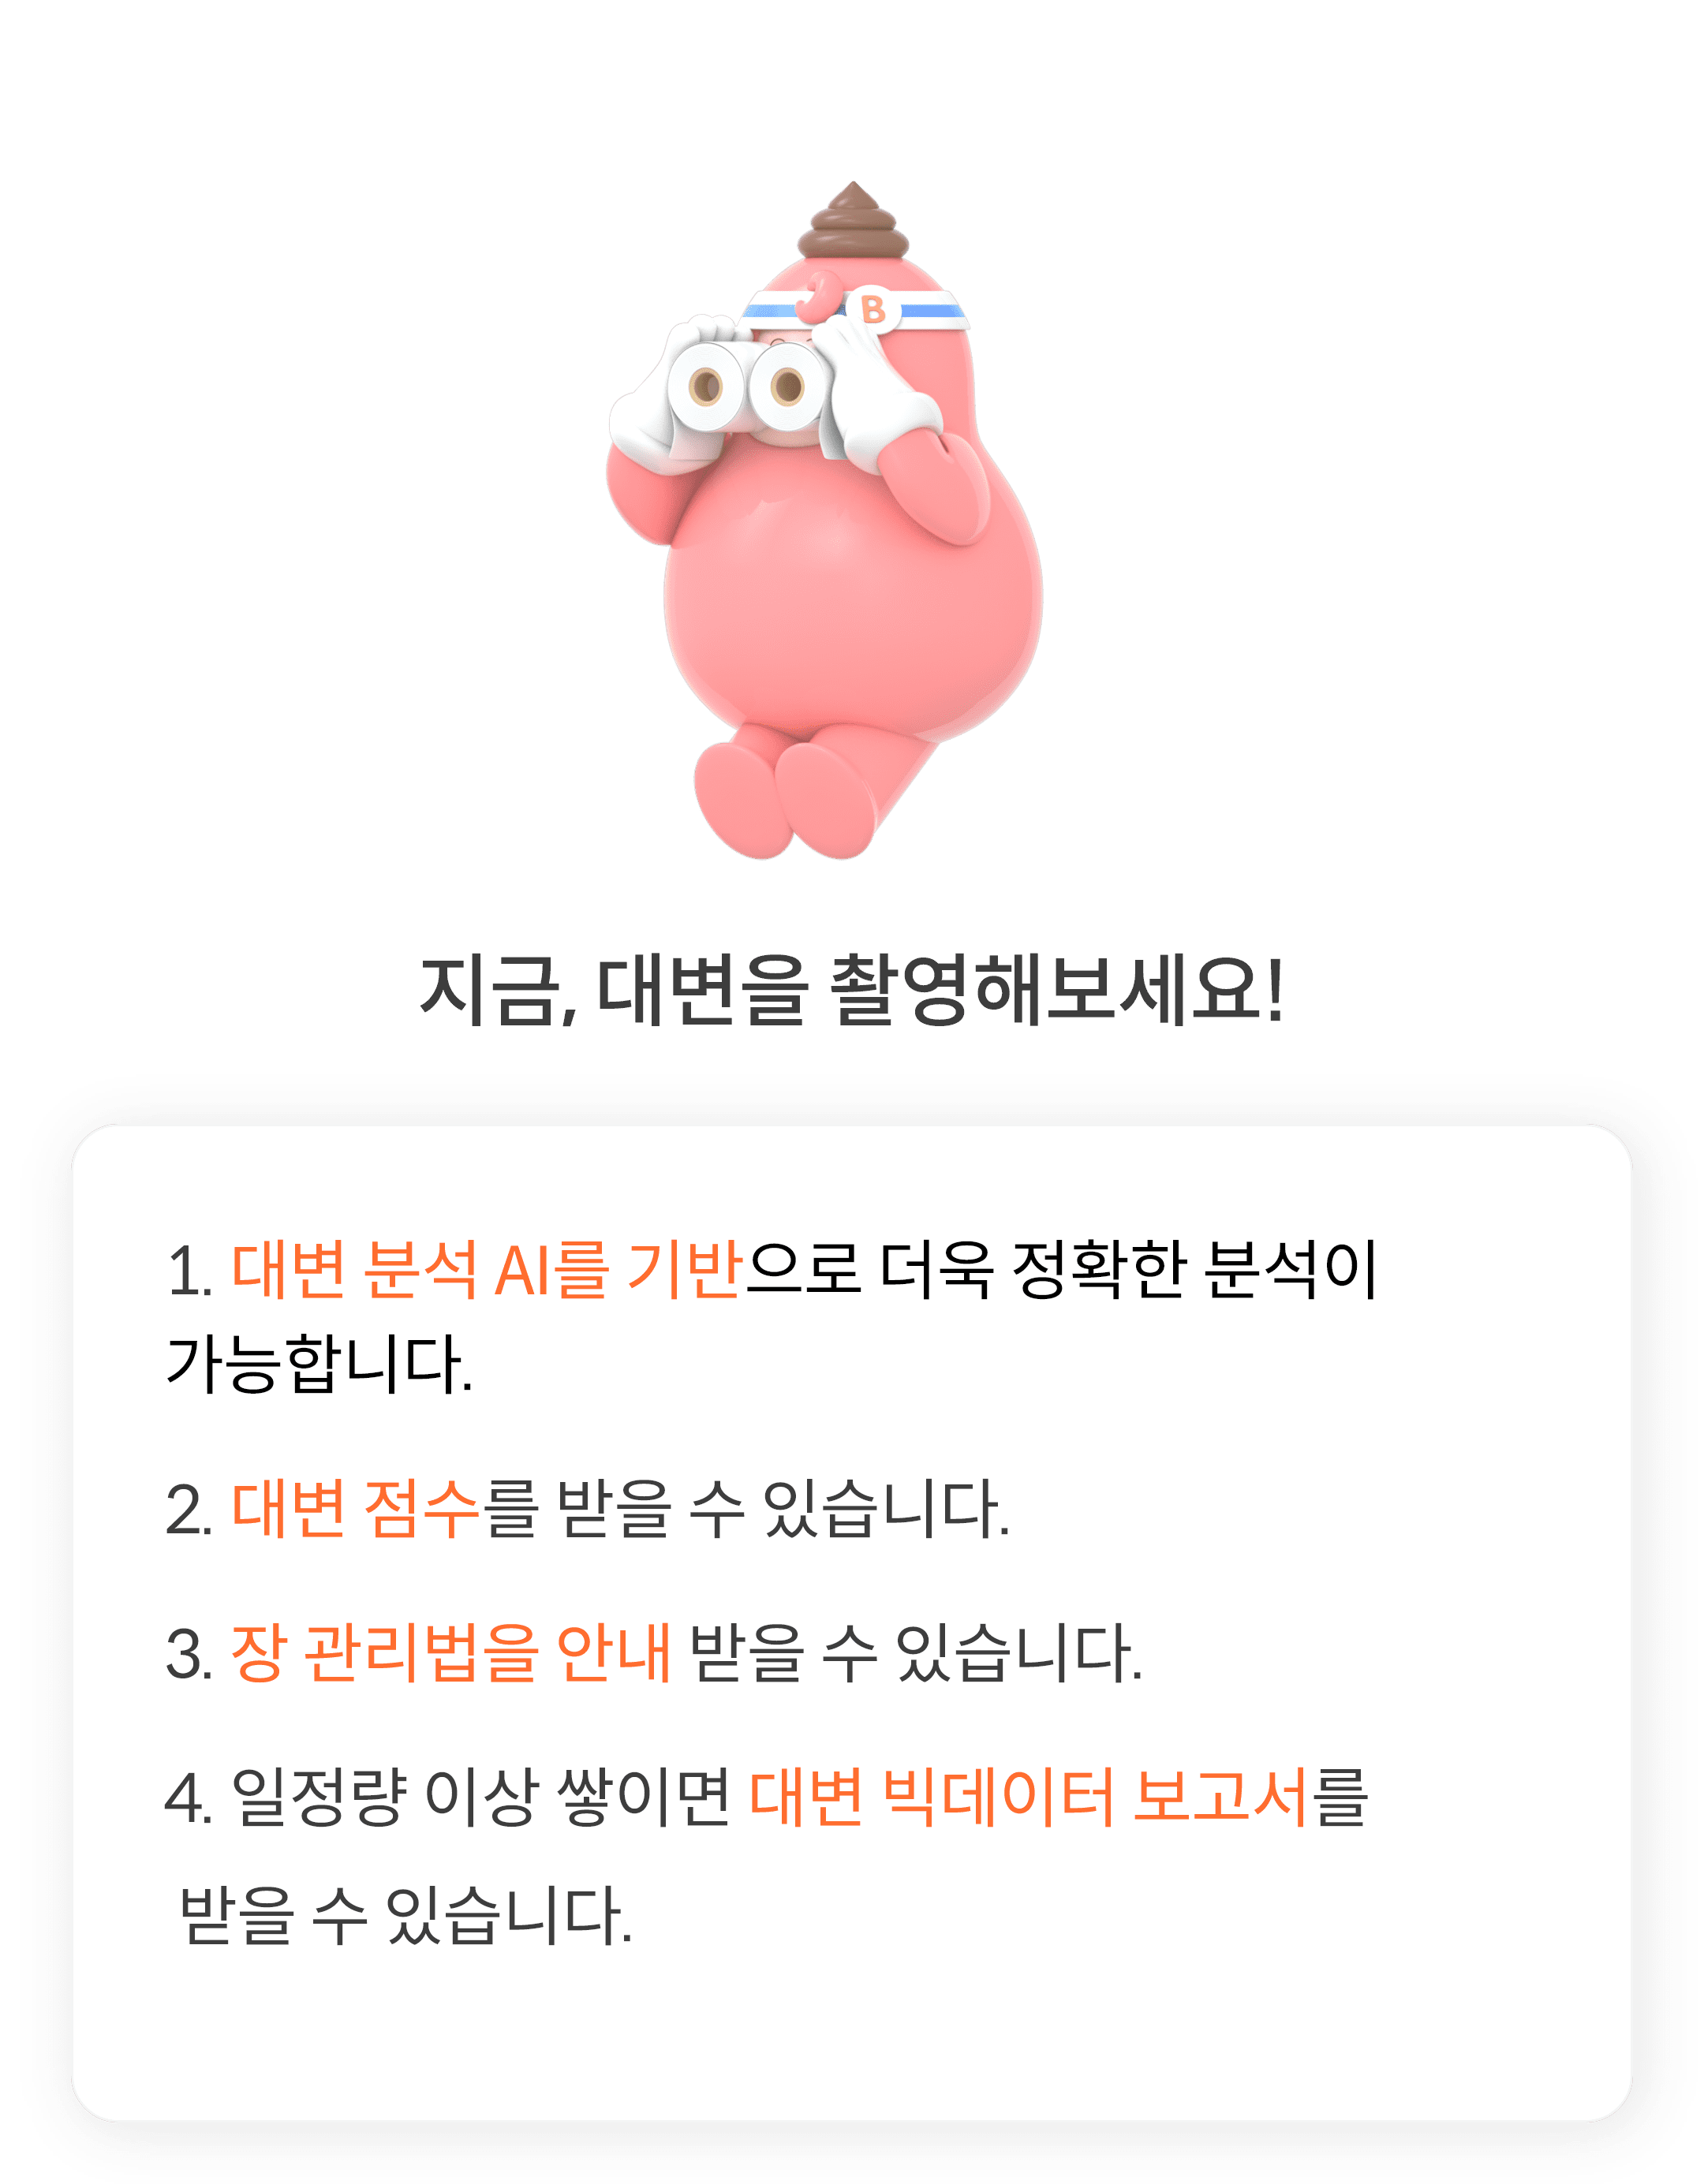 B
지금, 대변을 촬영해보세요!
1. 대변 분석 AI를 기반으로 더욱 정확한 분석이
가능합니다.
2. 대변 점수를 받을 수 있습니다.
3. 장 관리법을 안내 받을 수 있습니다.
4. 일정량 이상 쌓이면 대변 빅데이터 보고서를
받을 수 있습니다.